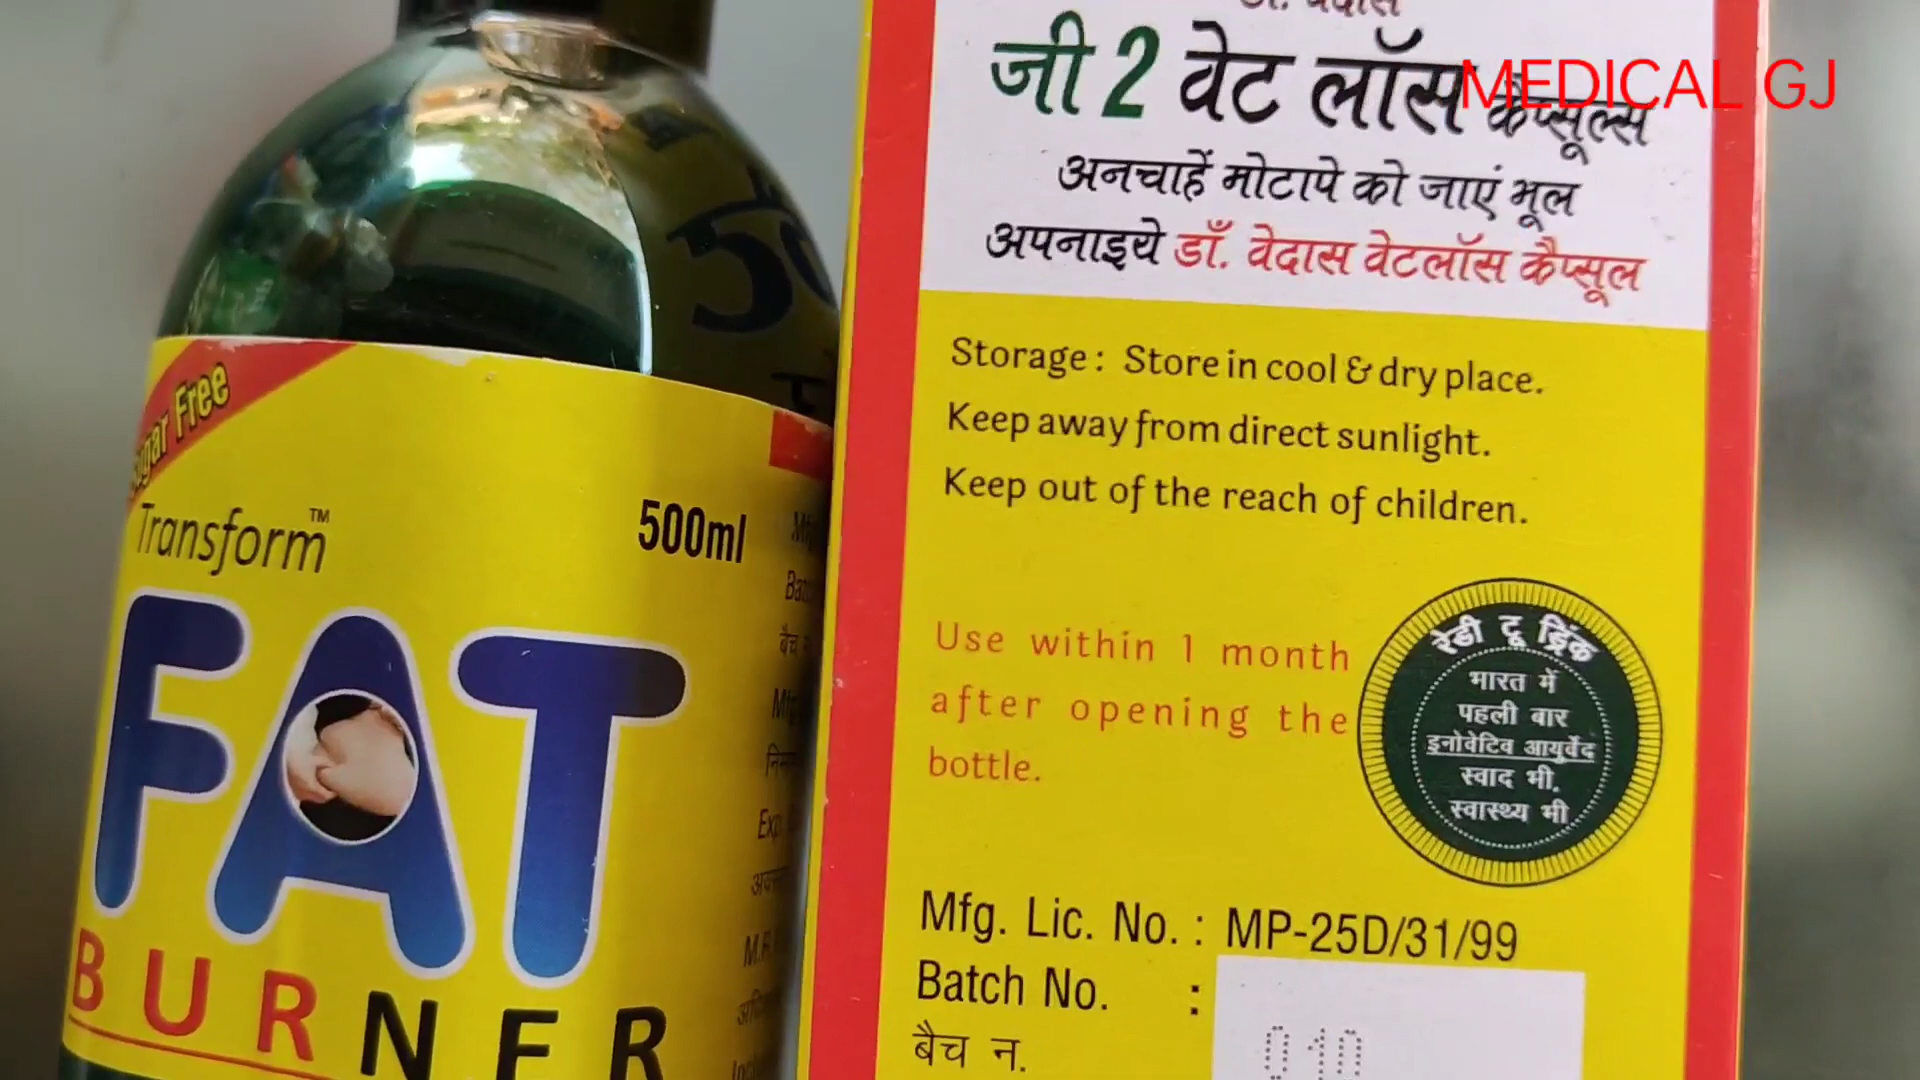 MEDICAL GJ
जी 2 वेट लॉस कैप्सूल्स
अनचाहें मोटापे को जाएं भूल
अपनाइये डाॅं. वेदास वेटलॉस कैप्सूल
Storage : Store in cool & dry place.
Keep away from direct sunlight.
Keep out of the reach of children.
Use within 1 month
after opening the
bottle.
रेडी टू ड्रिंक
भारत में
पहली बार
इनोवेटिव आयुर्वेद
स्वाद भी.
स्वास्थ्य भी
Mfg. Lic. No. : MP-25D/31/99
Batch No. :
बैच न.
Free
Transform™
500ml
FAT
BURNER